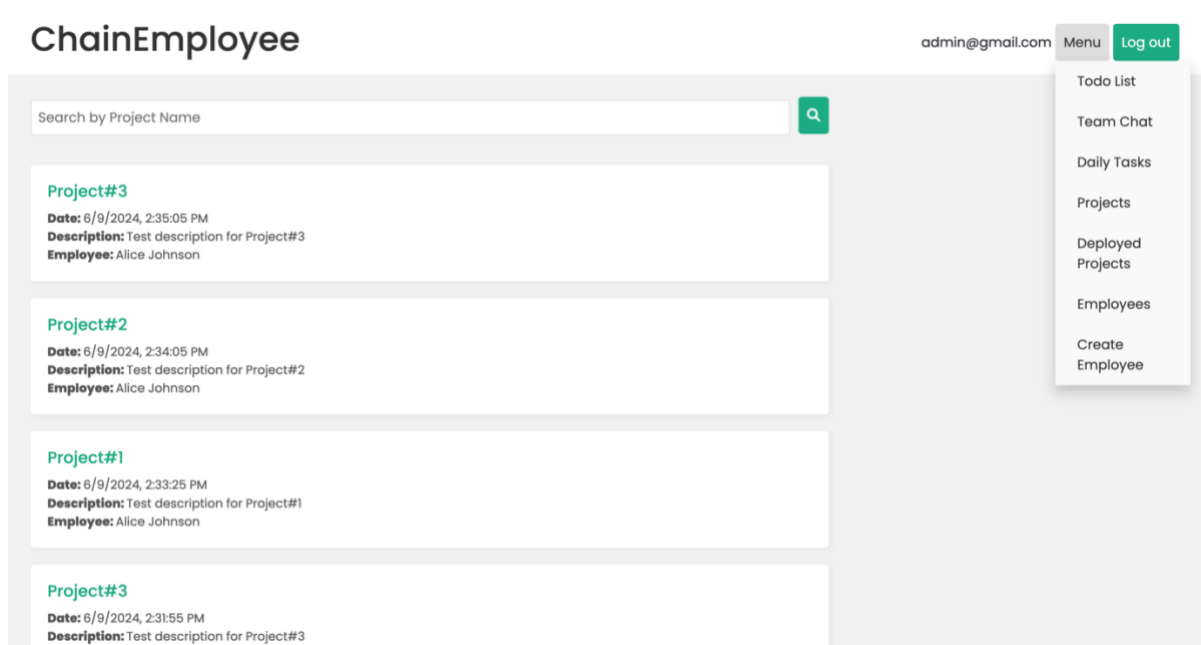 ChainEmployee
admin@gmail.com Menu Log out
Todo List
Team Chat
Daily Tasks
Projects
Deployed
Projects
Employees
Create
Employee
Search by Project Name
Project#3
Date: 6/9/2024, 2:35:05 PM
Description: Test description for Project#3
Employee: Alice Johnson
Project#2
Date: 6/9/2024, 2:34:05 PM
Description: Test description for Project#2
Employee: Alice Johnson
Project#1
Date: 6/9/2024, 2:33:25 PM
Description: Test description for Project#1
Employee: Alice Johnson
Project#3
Date: 6/9/2024, 2:31:55 PM
Description: Test description for Project#3